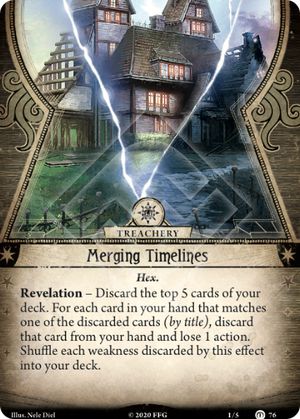 TREACHERY
Merging Timelines
Hex.
Revelation – Discard the top 5 cards of your
deck. For each card in your hand that matches
one of the discarded cards (by title), discard
that card from your hand and lose 1 action.
Shuffle each weakness discarded by this effect
into your deck.
Illus. Nele Diel © 2020 FFG 1/5 76